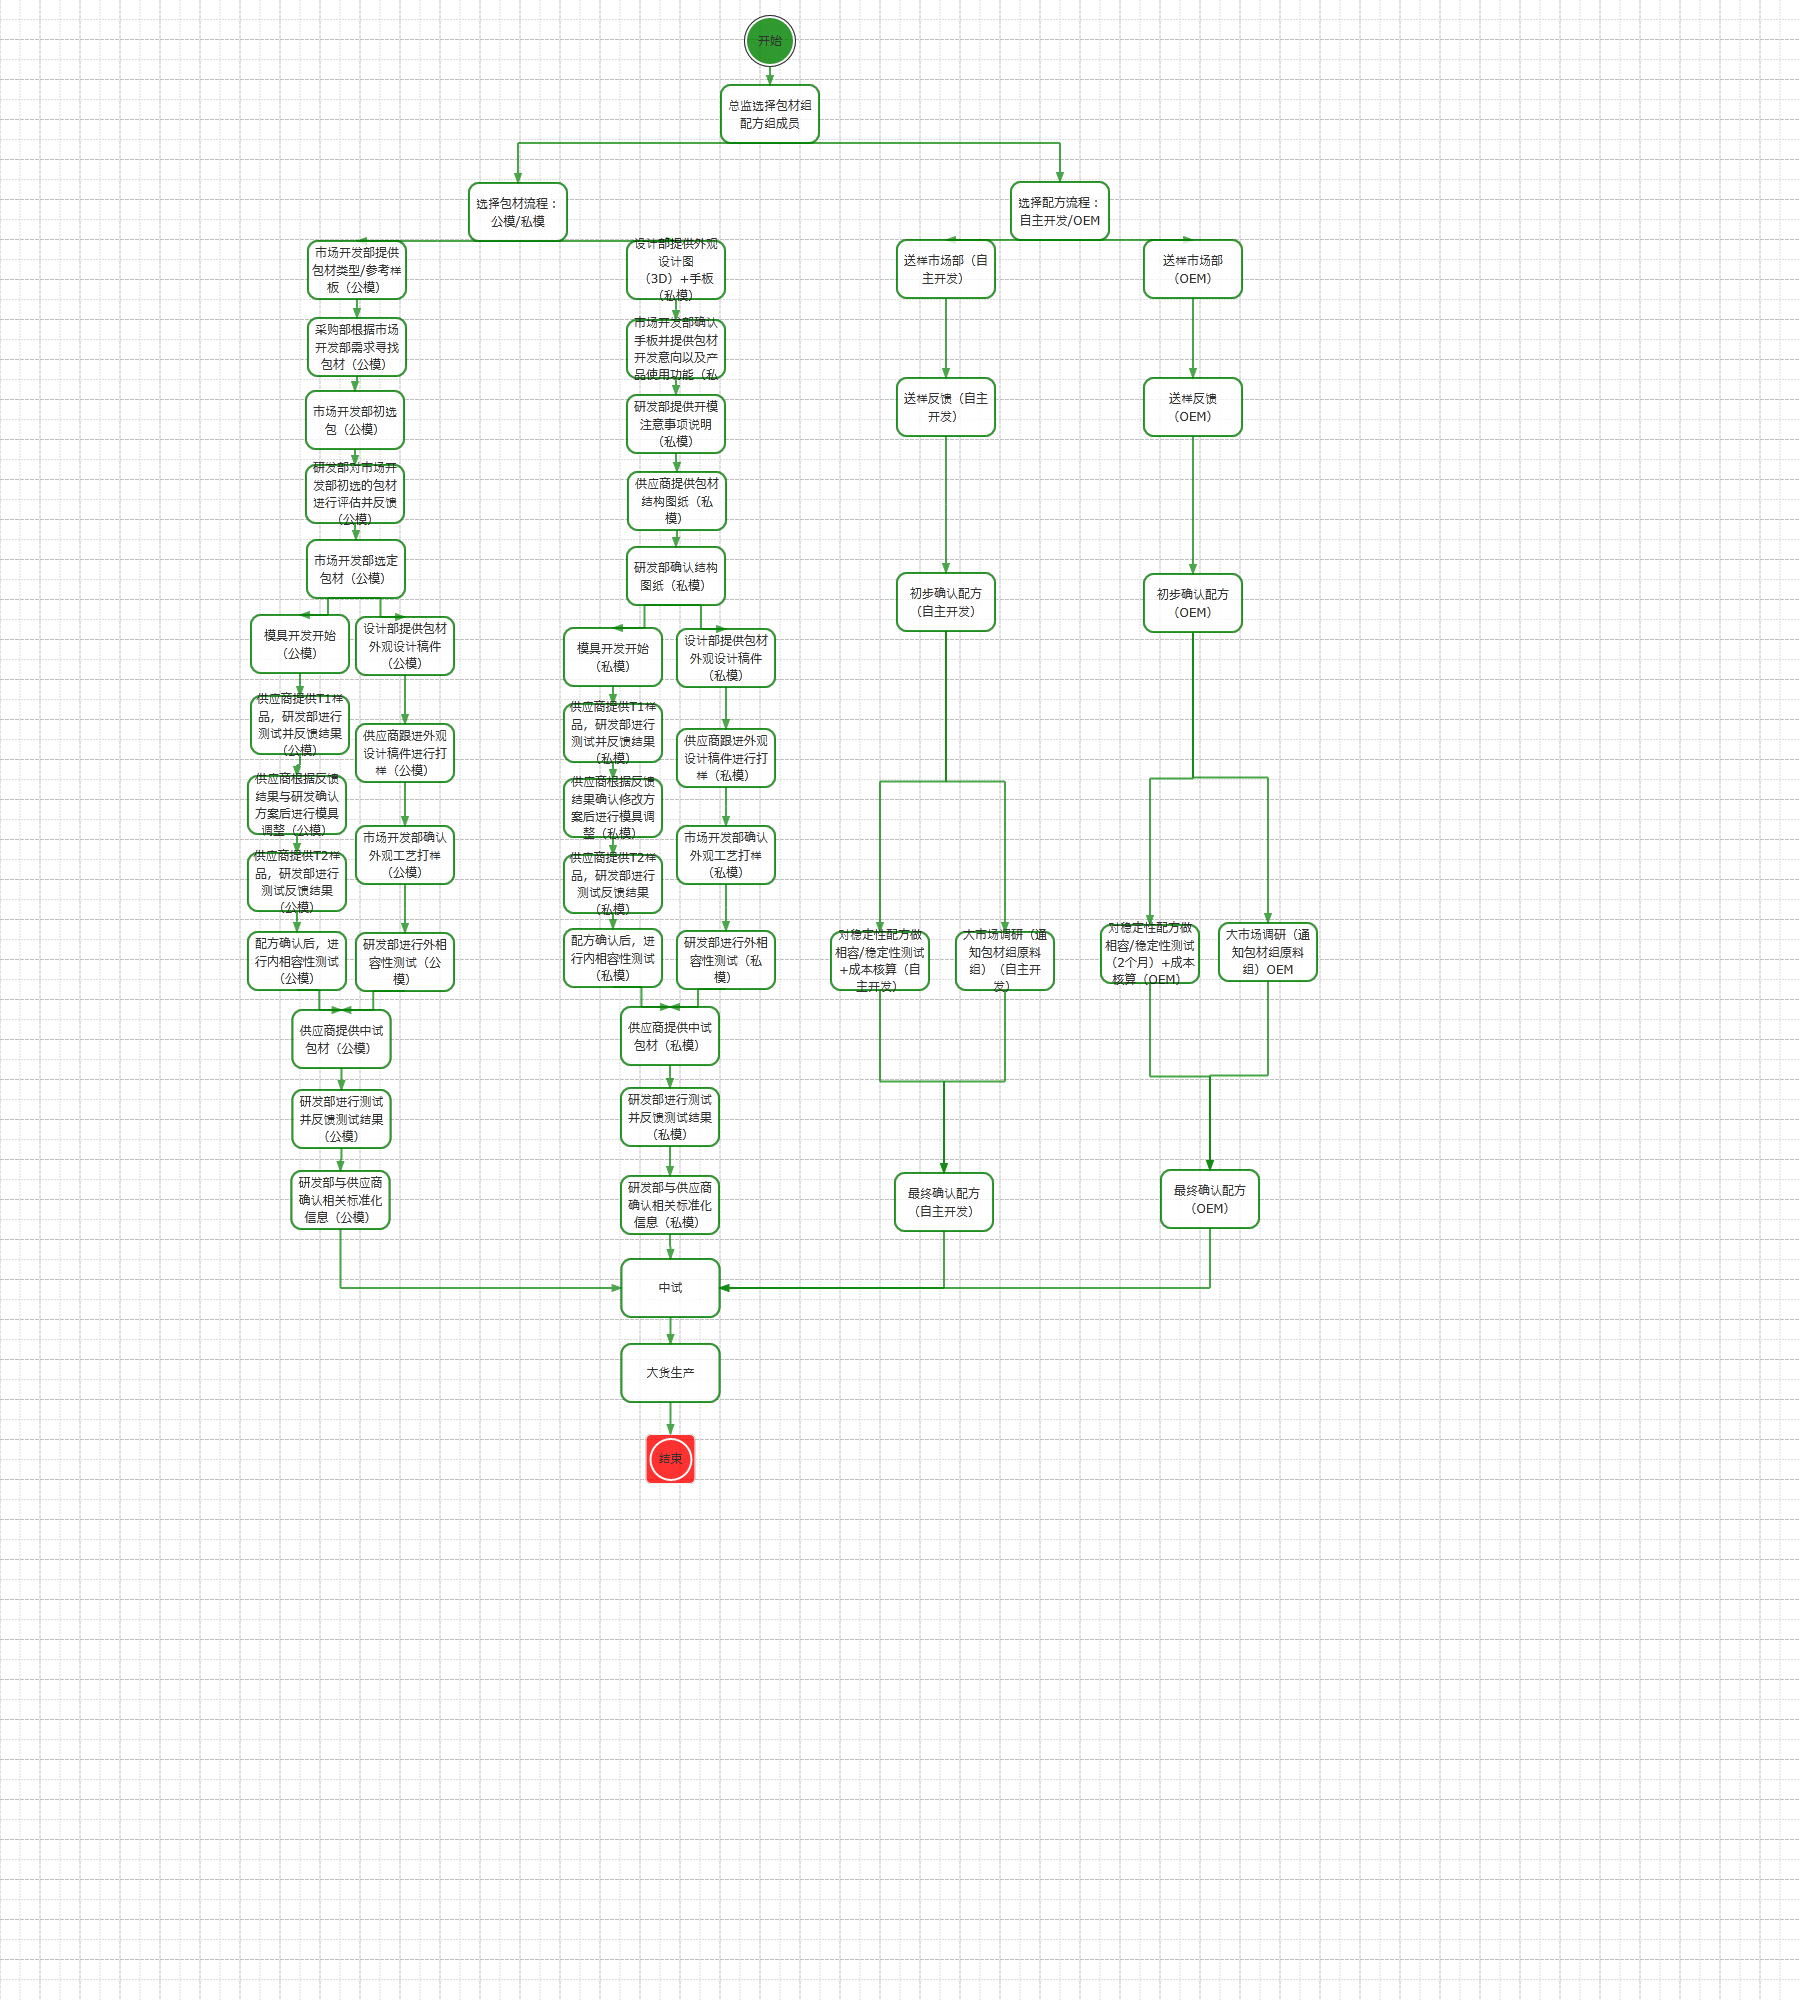 开始
总监选择包材组
配方组成员
选择包材流程：
公模/私模
选择配方流程：
自主开发/OEM
市场开发部提供
包材类型/参考样
板（公模）
采购部根据市场
开发部需求寻找
包材（公模）
市场开发部初选
包（公模）
研发部对市场开
发部初选的包材
进行评估并反馈
（公模）
市场开发部选定
包材（公模）
模具开发开始
（公模）
供应商提供T1样
品，研发部进行
测试并反馈结果
（公模）
供应商根据反馈
结果与研发确认
方案后进行模具
调整（公模）
供应商提供T2样
品，研发部进行
测试反馈结果
（公模）
配方确认后，进
行内相容性测试
（公模）
设计部提供包材
外观设计稿件
（公模）
供应商跟进外观
设计稿件进行打
样（公模）
市场开发部确认
外观工艺打样
（公模）
研发部进行外相
容性测试（公
模）
供应商提供中试
包材（公模）
研发部进行测试
并反馈测试结果
（公模）
研发部与供应商
确认相关标准化
信息（公模）
设计部提供外观
设计图
（3D）+手板
（私模）
市场开发部确认
手板并提供包材
开发意向以及产
品使用功能（私
研发部提供开模
注意事项说明
（私模）
供应商提供包材
结构图纸（私
模）
研发部确认结构
图纸（私模）
模具开发开始
（私模）
供应商提供T1样
品，研发部进行
测试并反馈结果
（私模）
供应商根据反馈
结果确认修改方
案后进行模具调
整（私模）
供应商提供T2样
品，研发部进行
测试反馈结果
（私模）
配方确认后，进
行内相容性测试
（私模）
设计部提供包材
外观设计稿件
（私模）
供应商跟进外观
设计稿件进行打
样（私模）
市场开发部确认
外观工艺打样
（私模）
研发部进行外相
容性测试（私
模）
供应商提供中试
包材（私模）
研发部进行测试
并反馈测试结果
（私模）
研发部与供应商
确认相关标准化
信息（私模）
送样市场部（自
主开发）
送样反馈（自主
开发）
初步确认配方
（自主开发）
对稳定性配方做
相容/稳定性测试
+成本核算（自
主开发）
大市场调研（通
知包材组原料
组）（自主开
发）
最终确认配方
（自主开发）
送样市场部
（OEM）
送样反馈
（OEM）
初步确认配方
（OEM）
对稳定性配方做
相容/稳定性测试
（2个月）+成本
核算（OEM）
大市场调研（通
知包材组原料
组）OEM
最终确认配方
（OEM）
中试
大货生产
结束